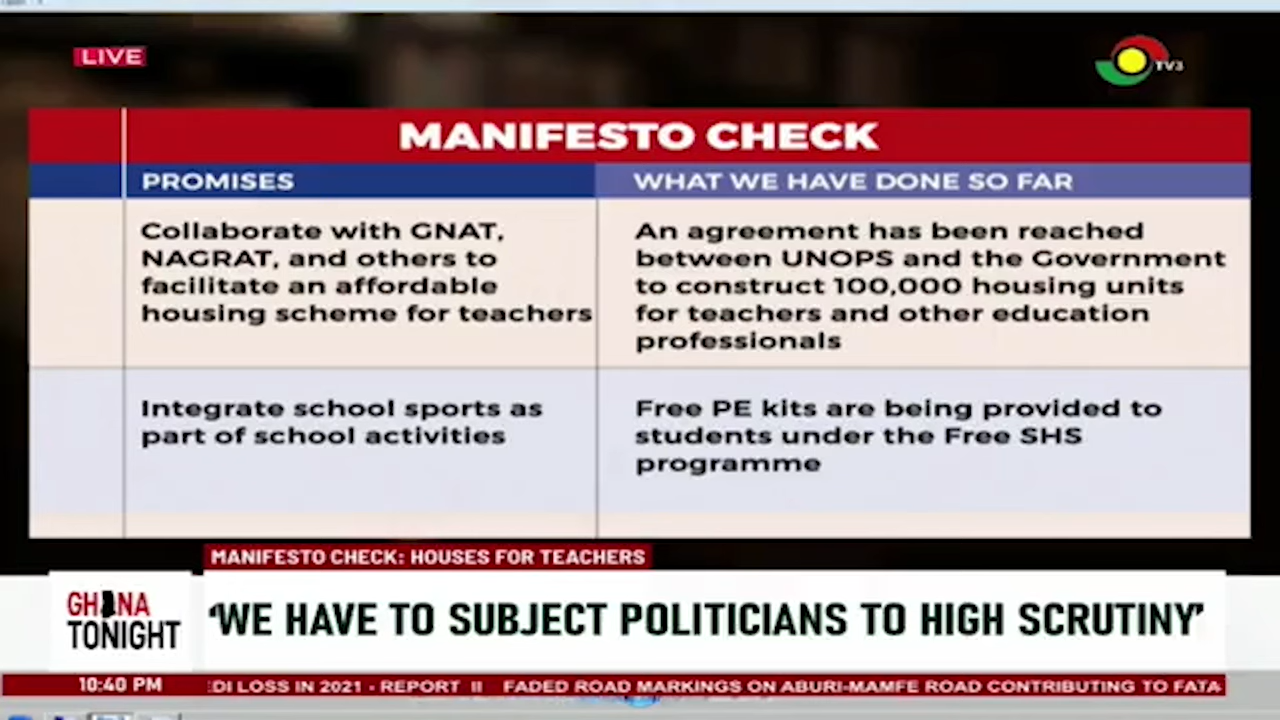 LIVE
TV3
MANIFESTO CHECK
PROMISES
WHAT WE HAVE DONE SO FAR
Collaborate with GNAT,
NAGRAT, and others to
facilitate an affordable
housing scheme for teachers
An agreement has been reached
between UNOPS and the Government
to construct 100,000 housing units
for teachers and other education
professionals
Integrate school sports as
part of school activities
Free PE kits are being provided to
students under the Free SHS
programme
MANIFESTO CHECK: HOUSES FOR TEACHERS
GHANA
TONIGHT
‘WE HAVE TO SUBJECT POLITICIANS TO HIGH SCRUTINY’
10:40 PM
DI LOSS IN 2021 - REPORT II FADED ROAD MARKINGS ON ABURI-MAMFE ROAD CONTRIBUTING TO FATA